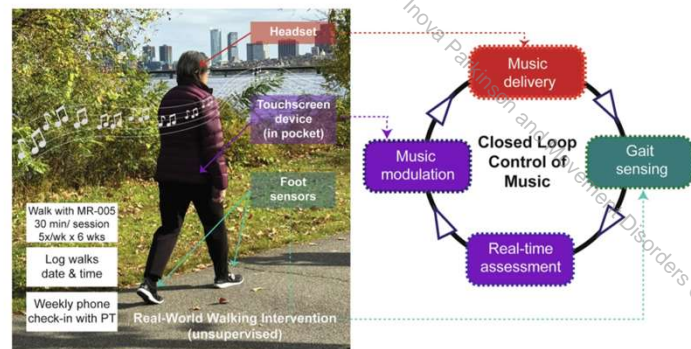 Headset
Touchscreen
device
(in pocket)
Foot
sensors
Walk with MR-005
30 min/ session
5x/wk x 6 wks
Log walks
date & time
Weekly phone
check-in with PT
Real-World Walking Intervention
(unsupervised)
Music
delivery
Closed Loop
Control of
Music
Music
modulation
Gait
sensing
Real-time
assessment
Inova Parkinson and Movement Disorders